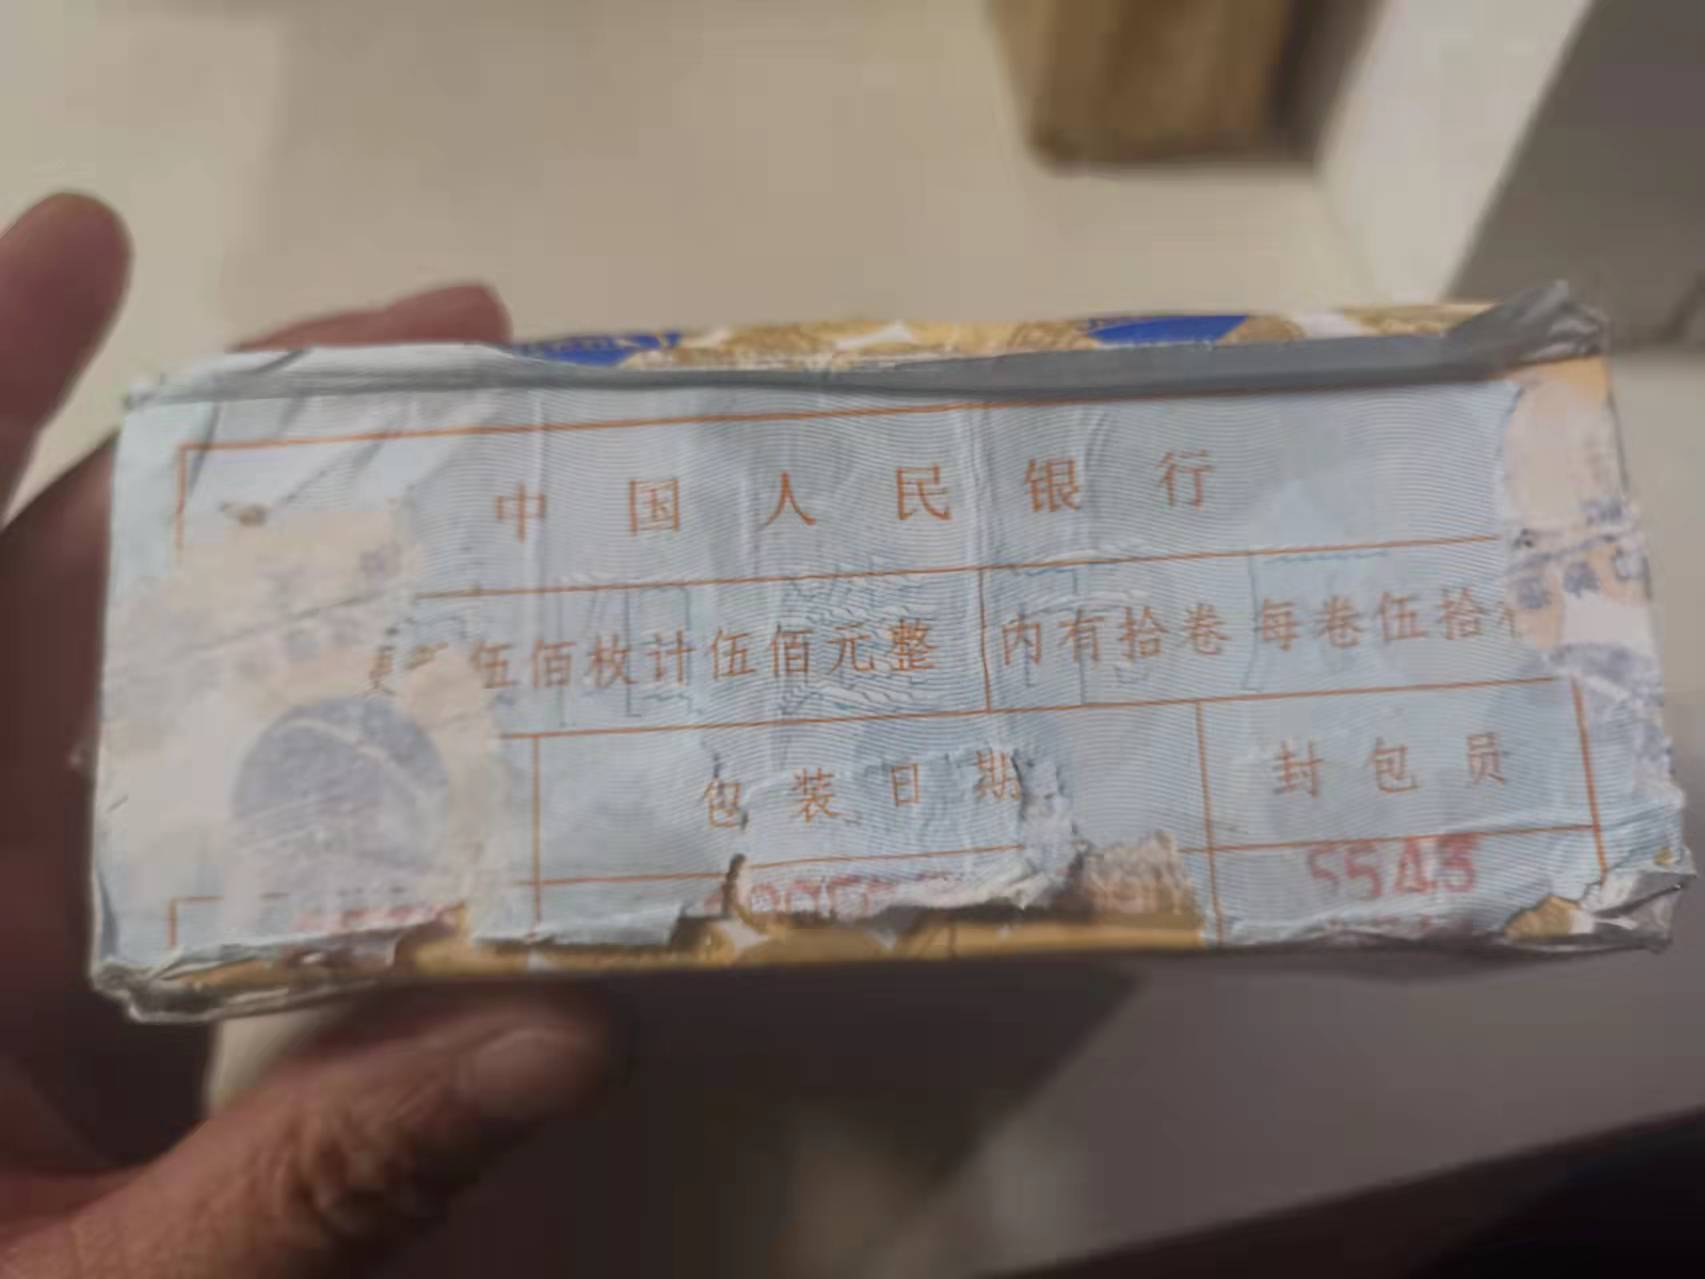 中国人民银行
伍佰枚计伍佰元整 内有拾卷 每卷伍拾
包装日期 封包员
5543